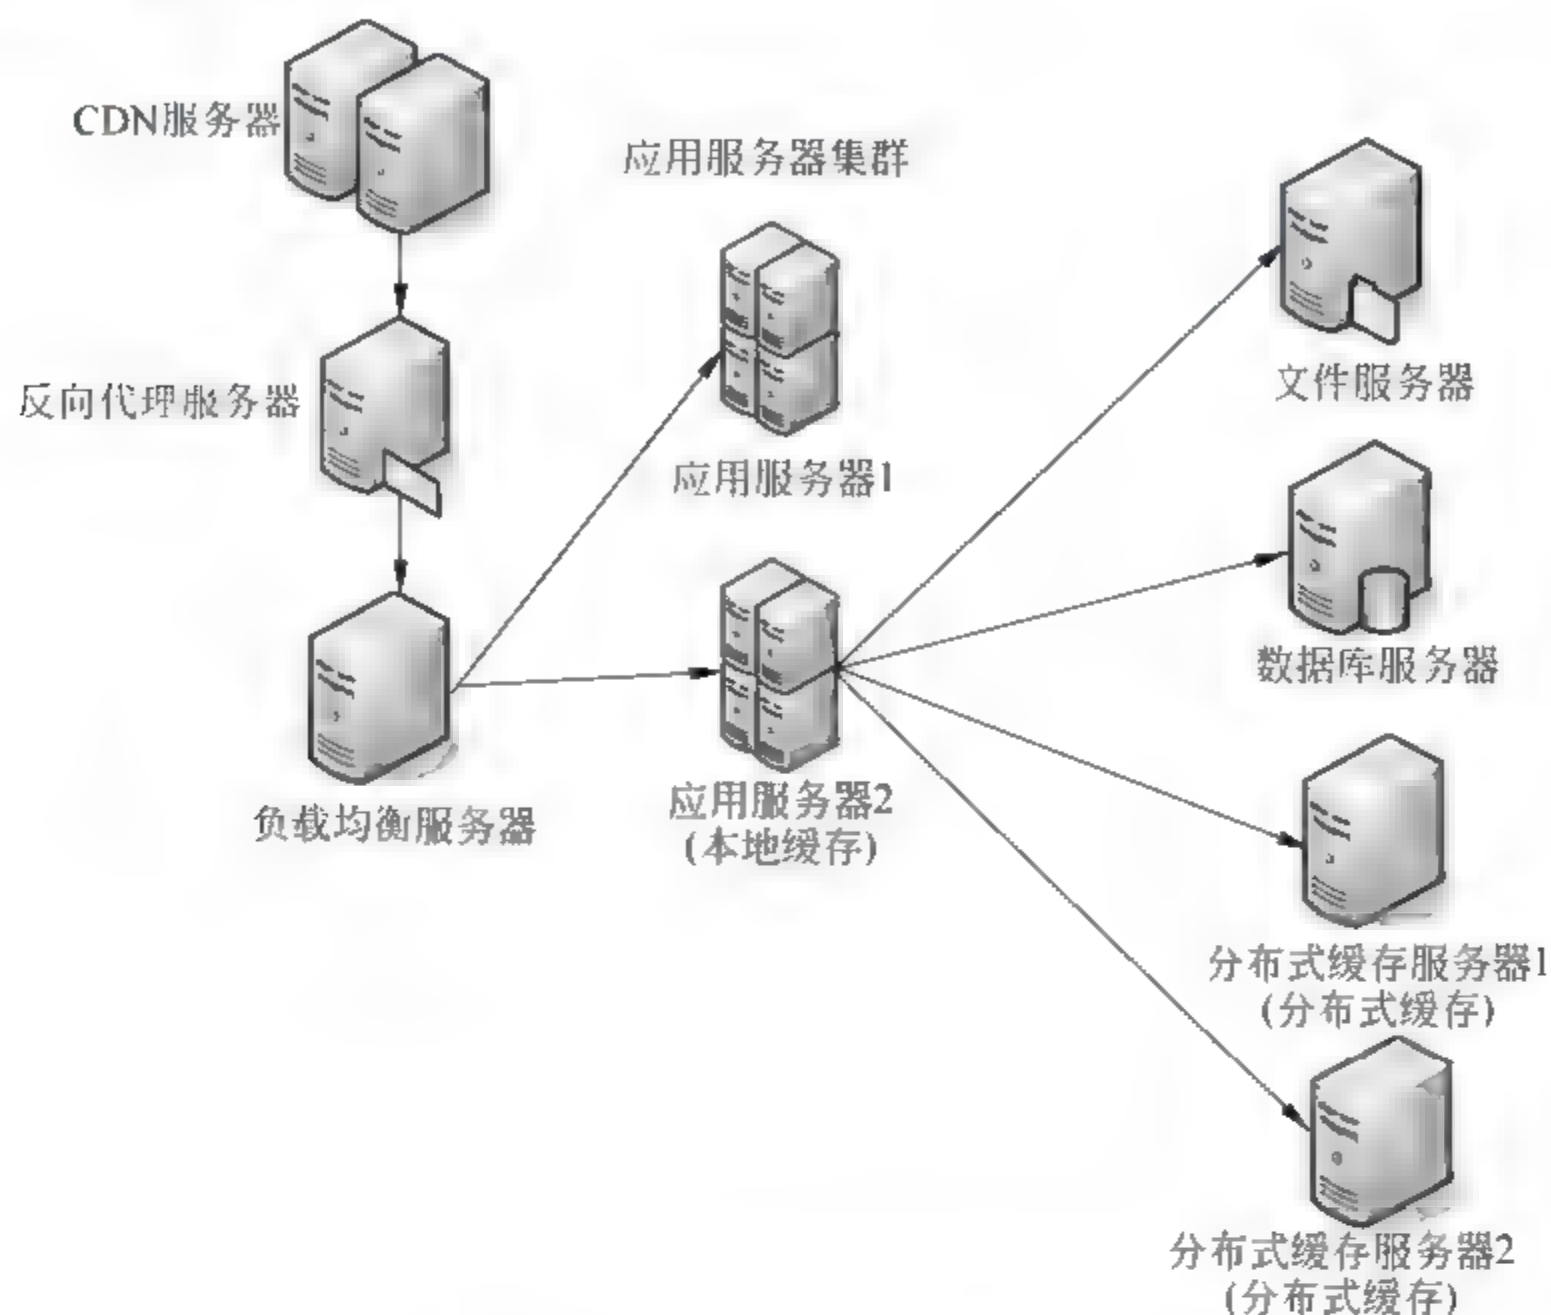 CDN服务器
应用服务器集群
反向代理服务器
文件服务器
应用服务器1
数据库服务器
负载均衡服务器
应用服务器2
(本地缓存)
分布式缓存服务器1
(分布式缓存)
分布式缓存服务器2
(分布式缓存)